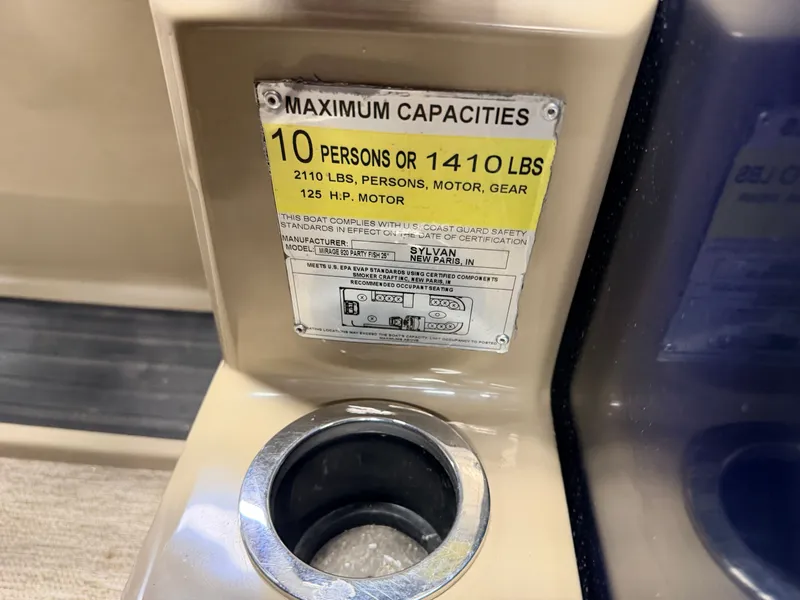 MAXIMUM CAPACITIES
10 PERSONS OR 1410 LBS
2110 LBS, PERSONS, MOTOR, GEAR
125 H.P. MOTOR
THIS BOAT COMPLIES WITH U.S. COAST GUARD SAFETY
STANDARDS IN EFFECT ON THE DATE OF CERTIFICATION
MANUFACTURER: SYLVAN
MODEL: MIRAGE 820 PARTY FISH 25" NEW PARIS, IN
MEETS U.S. EPA EVAP STANDARDS USING CERTIFIED COMPONENTS
SMOKER CRAFT INC, NEW PARIS, IN
RECOMMENDED OCCUPANT SEATING